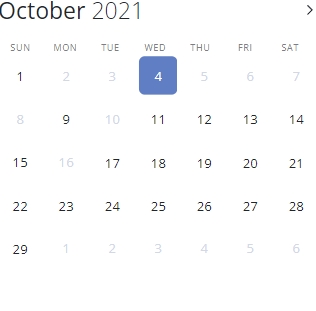 October 2021
SUN MON TUE WED THU FRI SAT
1 2 3 4 5 6 7
8 9 10 11 12 13 14
15 16 17 18 19 20 21
22 23 24 25 26 27 28
29 1 2 3 4 5 6